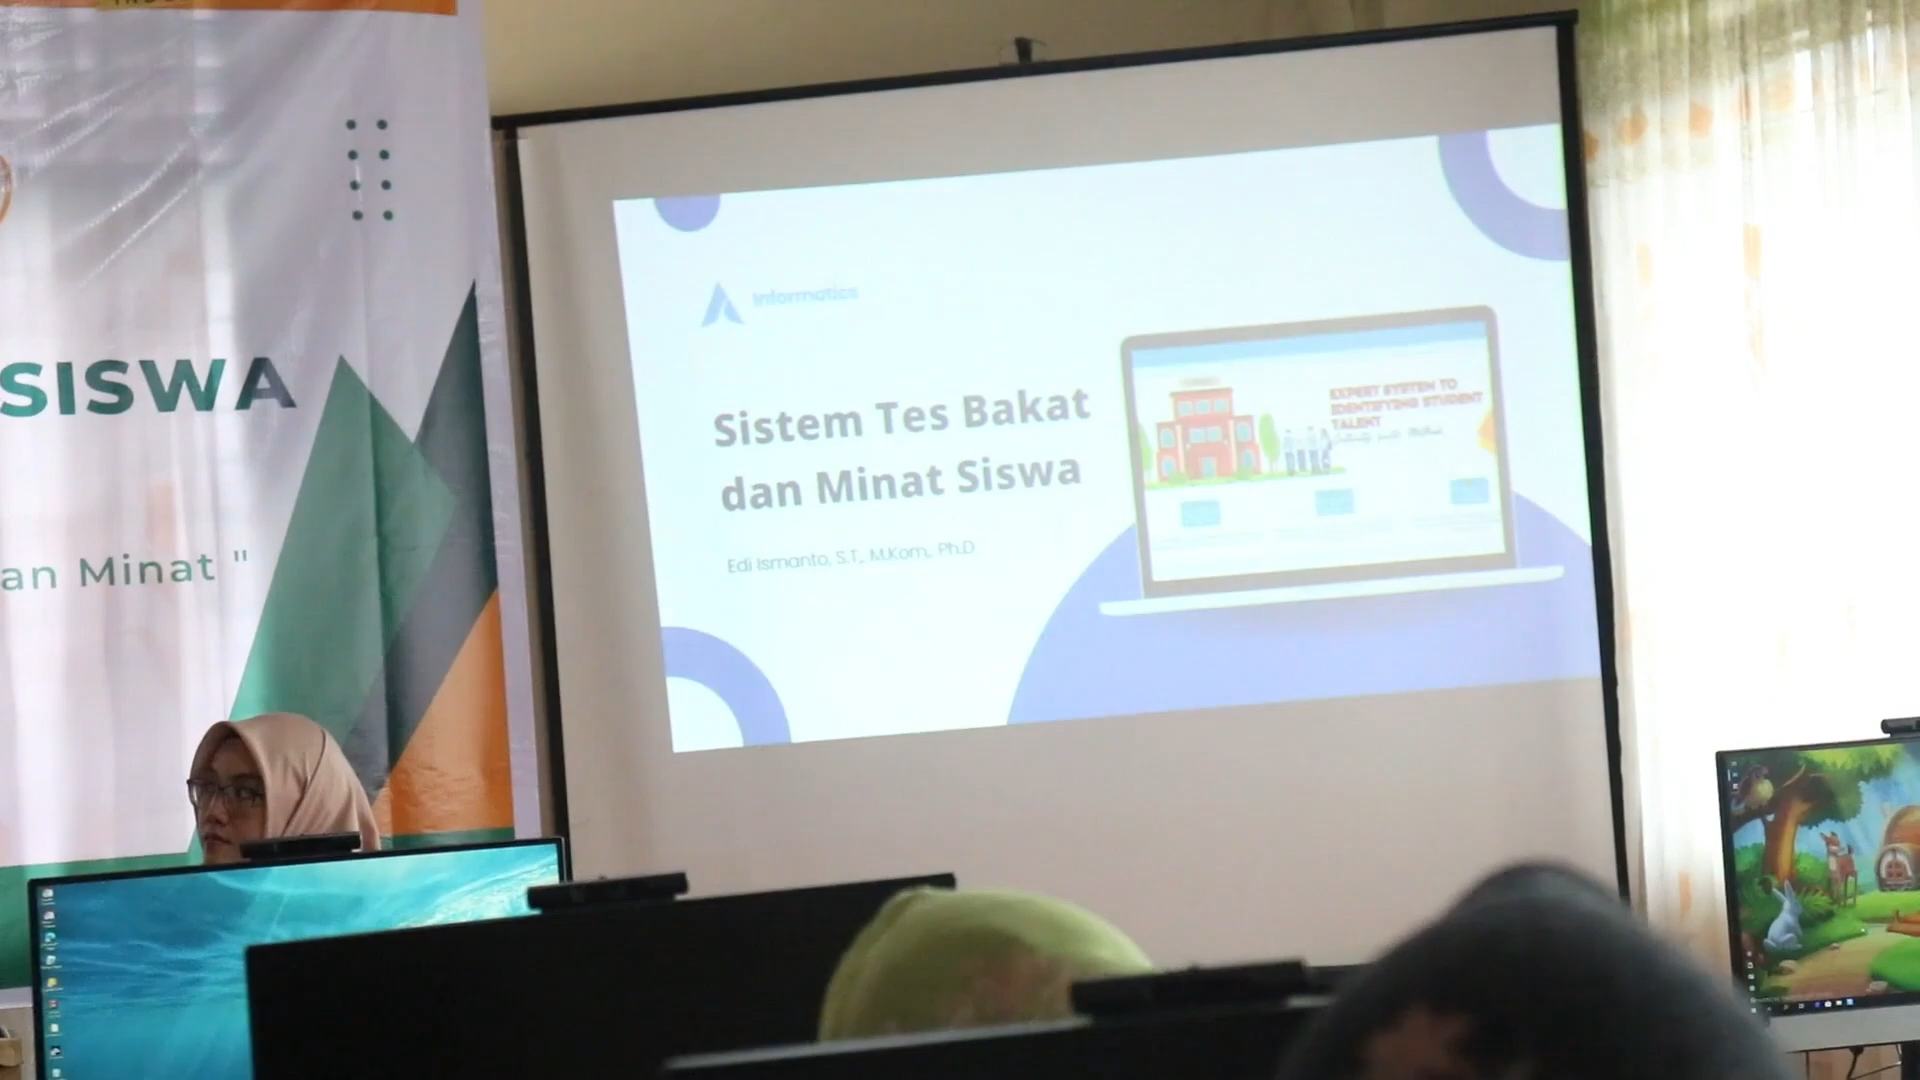 SISWA
an Minat "
Informatics
Sistem Tes Bakat
dan Minat Siswa
Edi Ismanto, S.T., M.Kom., Ph.D
EXPERT SYSTEM TO
IDENTIFYING STUDENT
TALENT